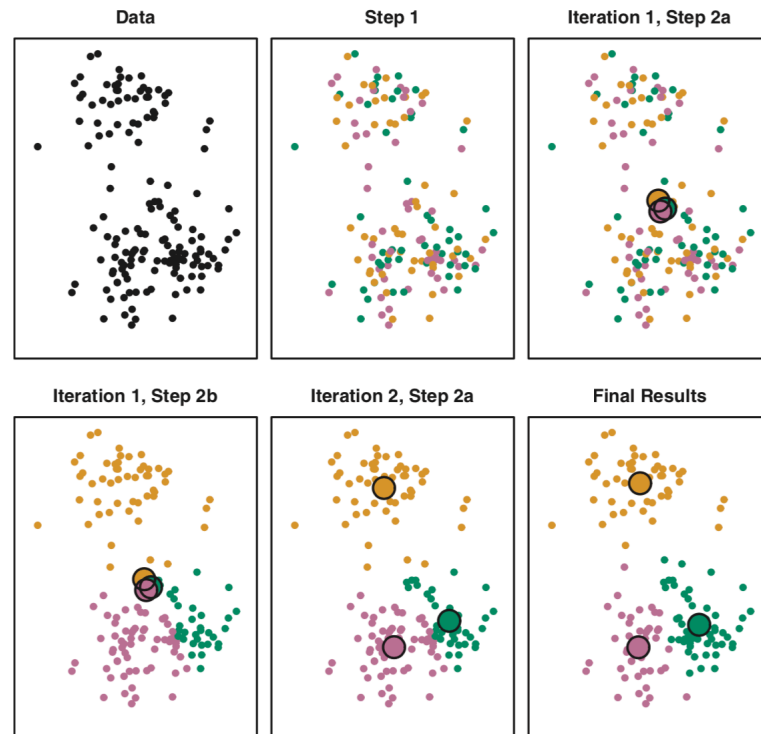 Data
Step 1
Iteration 1, Step 2a
Iteration 1, Step 2b
Iteration 2, Step 2a
Final Results